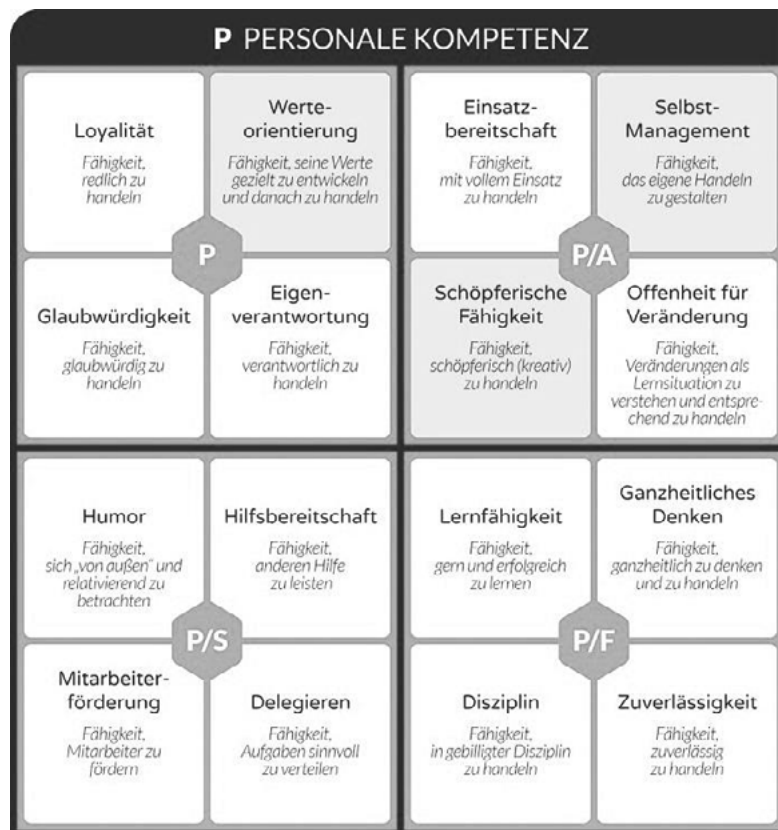 P PERSONALE KOMPETENZ
Loyalität
Fähigkeit,
redlich zu
handeln
Werte-
orientierung
Fähigkeit, seine Werte
gezielt zu entwickeln
und danach zu handeln
Glaubwürdigkeit
Fähigkeit,
glaubwürdig zu
handeln
Eigen-
verantwortung
Fähigkeit,
verantwortlich zu
handeln
P
Einsatz-
bereitschaft
Fähigkeit,
mit vollem Einsatz
zu handeln
Selbst-
Management
Fähigkeit,
das eigene Handeln
zu gestalten
Schöpferische
Fähigkeit
Fähigkeit,
schöpferisch (kreativ)
zu handeln
Offenheit für
Veränderung
Fähigkeit,
Veränderungen als
Lernsituation zu
verstehen und entspre-
chend zu handeln
P/A
Humor
Fähigkeit,
sich „von außen“ und
relativierend zu
betrachten
Hilfsbereitschaft
Fähigkeit,
anderen Hilfe
zu leisten
Mitarbeiter-
förderung
Fähigkeit,
Mitarbeiter zu
fördern
Delegieren
Fähigkeit,
Aufgaben sinnvoll
zu verteilen
P/S
Lernfähigkeit
Fähigkeit,
gern und erfolgreich
zu lernen
Ganzheitliches
Denken
Fähigkeit,
ganzheitlich zu denken
und zu handeln
Disziplin
Fähigkeit,
in gebilligter Disziplin
zu handeln
Zuverlässigkeit
Fähigkeit,
zuverlässig
zu handeln
P/F